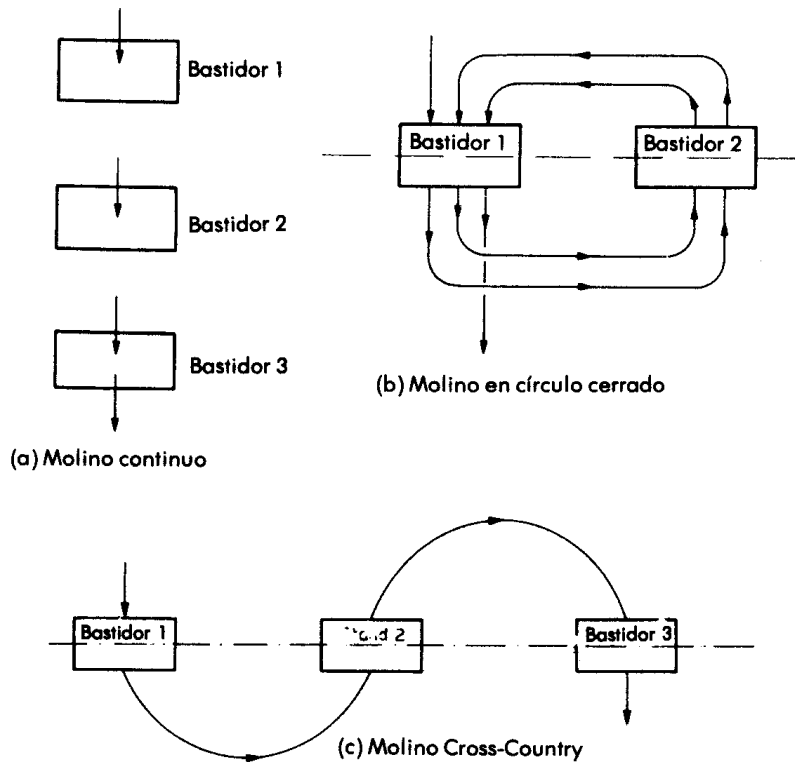 Bastidor 1
Bastidor 2
Bastidor 3
(a) Molino continuo
Bastidor 1
Bastidor 2
(b) Molino en círculo cerrado
Bastidor 1
2
Bastidor 3
(c) Molino Cross-Country